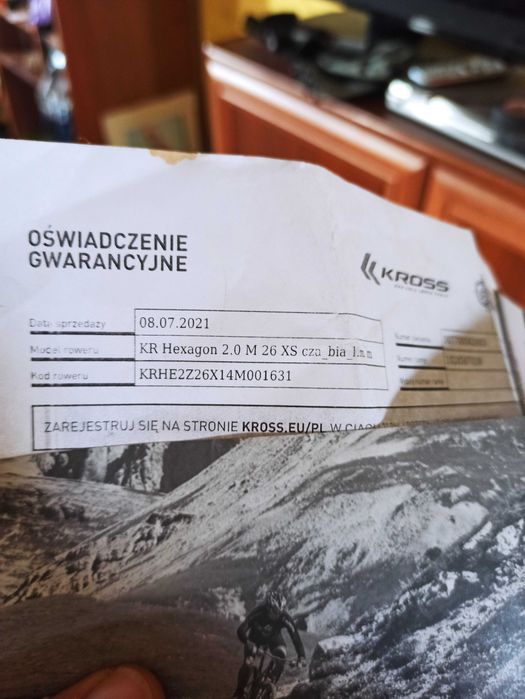 OŚWIADCZENIE
GWARANCYJNE
KROSS
Data sprzedaży 08.07.2021
Model roweru KR Hexagon 2.0 M 26 XS cza_bia_l m
Kod roweru KRHE2Z26X14M001631
ZAREJESTRUJ SIĘ NA STRONIE KROSS.EU/PL W